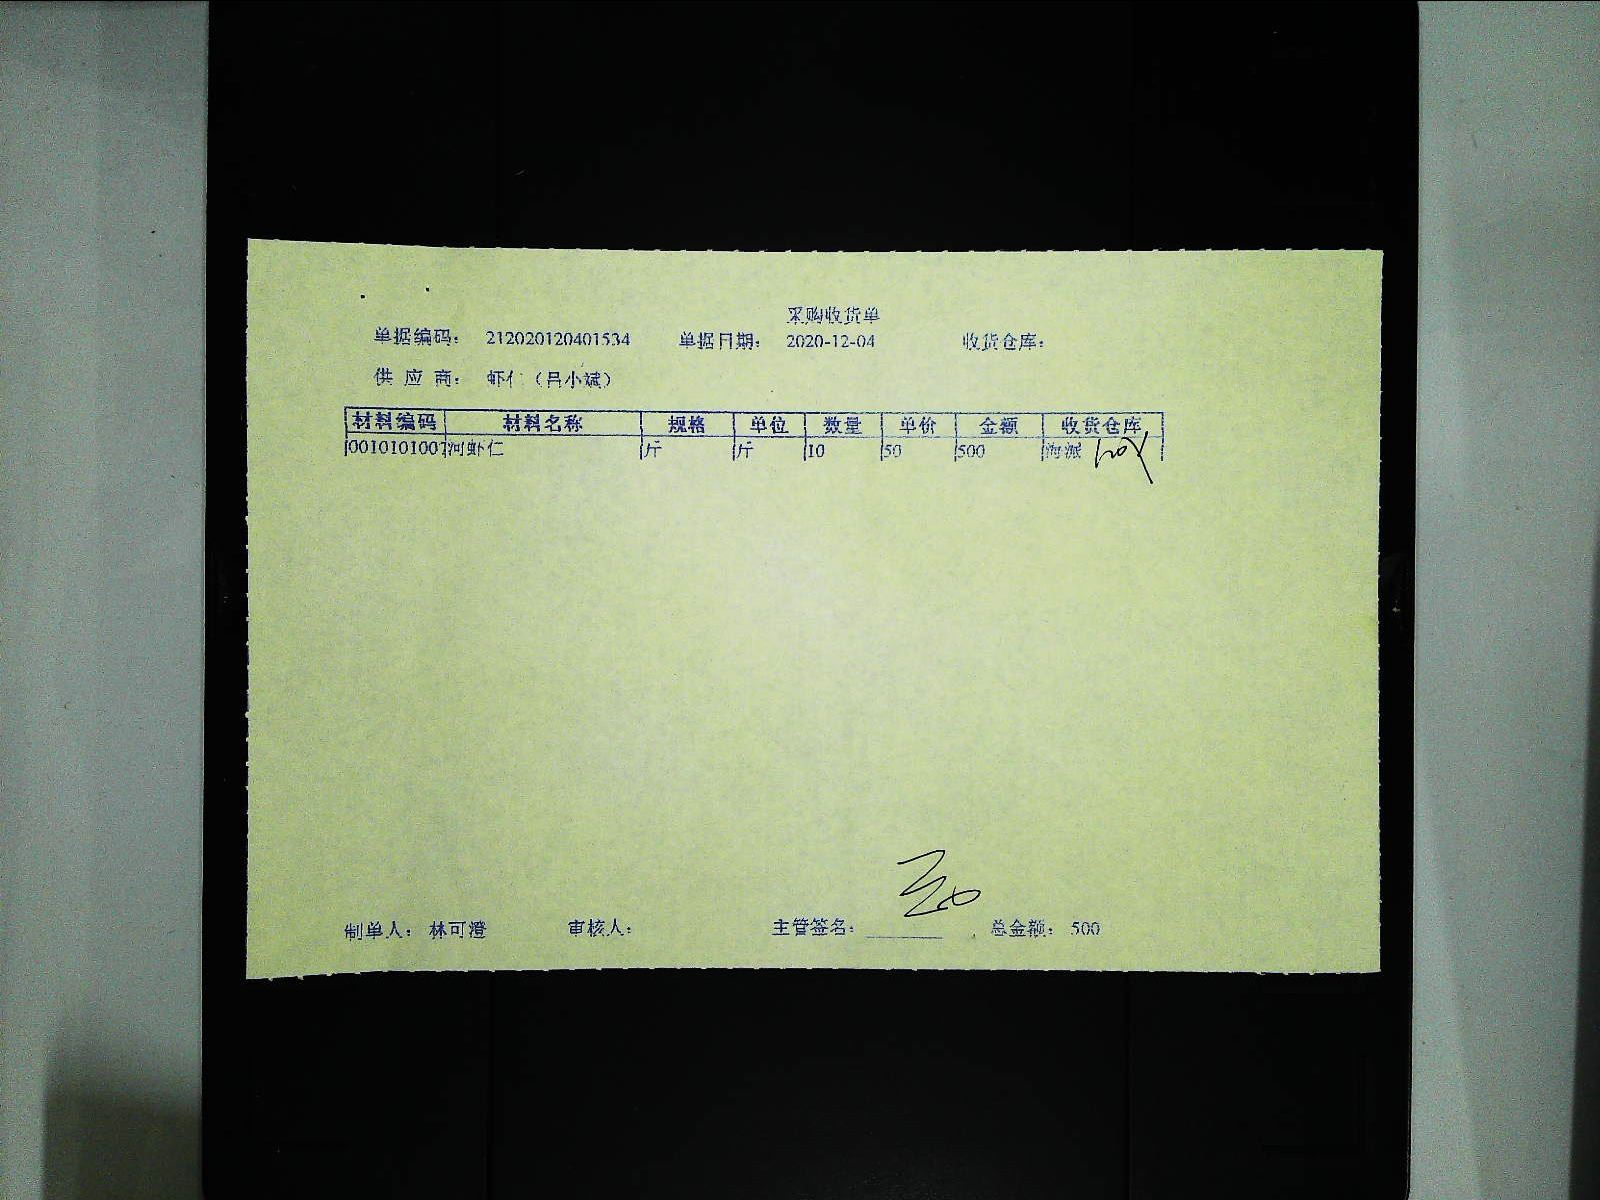 采购收货单
单据编码： 212020120401534 单据日期： 2020-12-04 收货仓库：
供 应 商： 虾仁（吕小斌）
材料编码 材料名称 规格 单位 数量 单价 金额 收货仓库
0010101007 河虾仁 斤 斤 10 50 500 海派
制单人： 林可澄 审核人： 主管签名： 总金额： 500